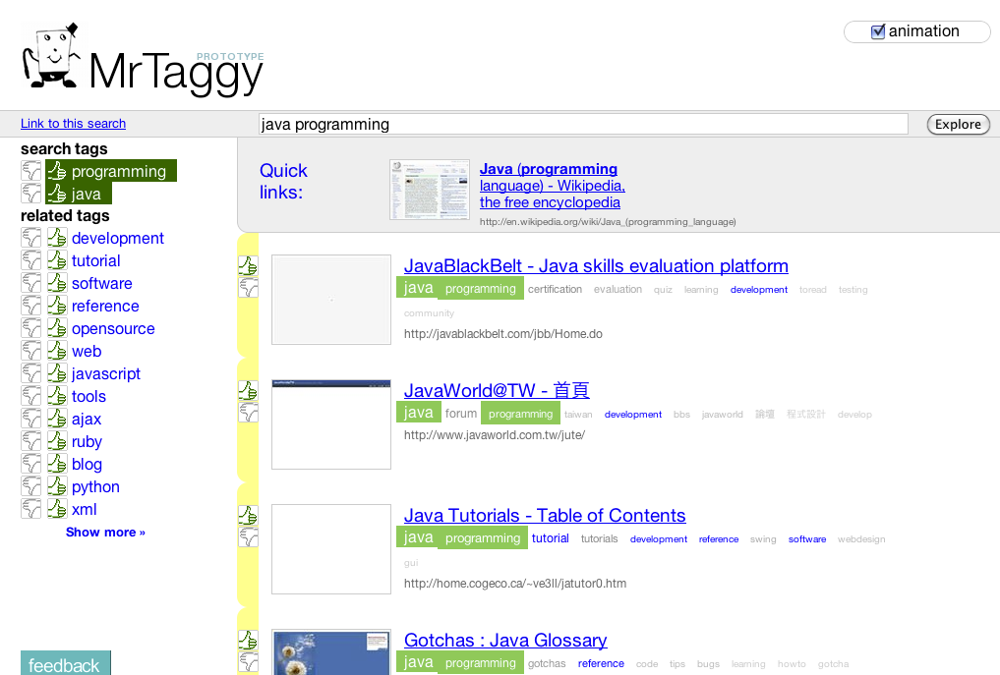 animation
PROTOTYPE
MrTaggy
Link to this search
java programming
Explore
search tags
programming
java
related tags
development
tutorial
software
reference
opensource
web
javascript
tools
ajax
ruby
blog
python
xml
Show more »
feedback
Quick
links:
Java (programming
language) - Wikipedia,
the free encyclopedia
http://en.wikipedia.org/wiki/Java_(programming_language)
JavaBlackBelt - Java skills evaluation platform
java programming certification evaluation quiz learning development toread testing
community
http://javablackbelt.com/jbb/Home.do
JavaWorld@TW - 首頁
java forum programming taiwan development bbs javaworld 論壇 程式設計 develop
http://www.javaworld.com.tw/jute/
Java Tutorials - Table of Contents
java programming tutorial tutorials development reference swing software webdesign
gui
http://home.cogeco.ca/~ve3ll/jatutor0.htm
Gotchas : Java Glossary
java programming gotchas reference code tips bugs learning howto gotcha